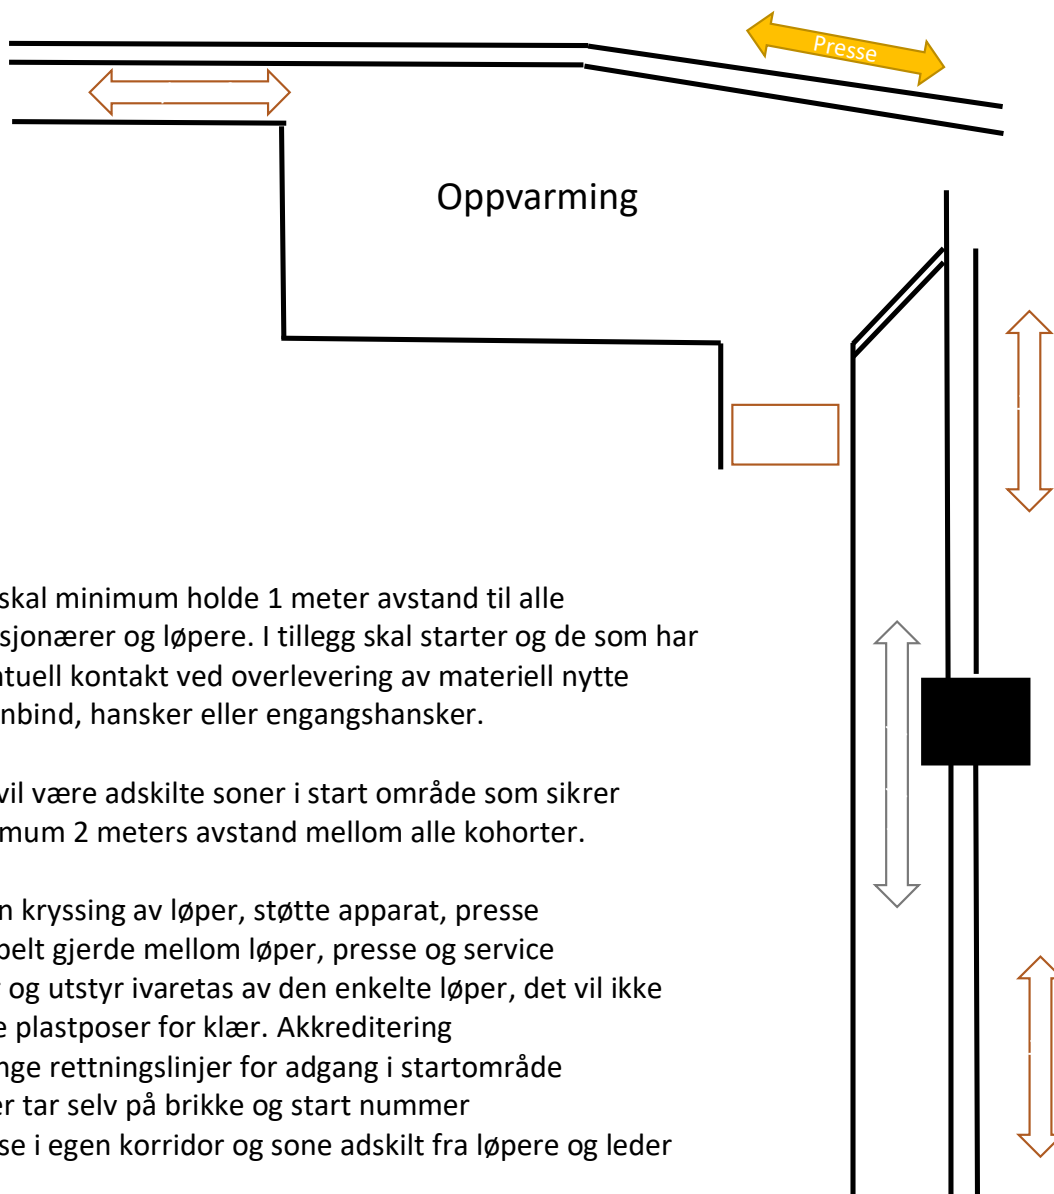 Presse
Oppvarming
skal minimum holde 1 meter avstand til alle
sjonærer og løpere. I tillegg skal starter og de som har
tuell kontakt ved overlevering av materiell nytte
nbind, hansker eller engangshansker.
vil være adskilte soner i start område som sikrer
mum 2 meters avstand mellom alle kohorter.
n kryssing av løper, støtte apparat, presse
belt gjerde mellom løper, presse og service
og utstyr ivaretas av den enkelte løper, det vil ikke
e plastposer for klær. Akkreditering
nge rettningslinjer for adgang i startområde
er tar selv på brikke og start nummer
se i egen korridor og sone adskilt fra løpere og leder